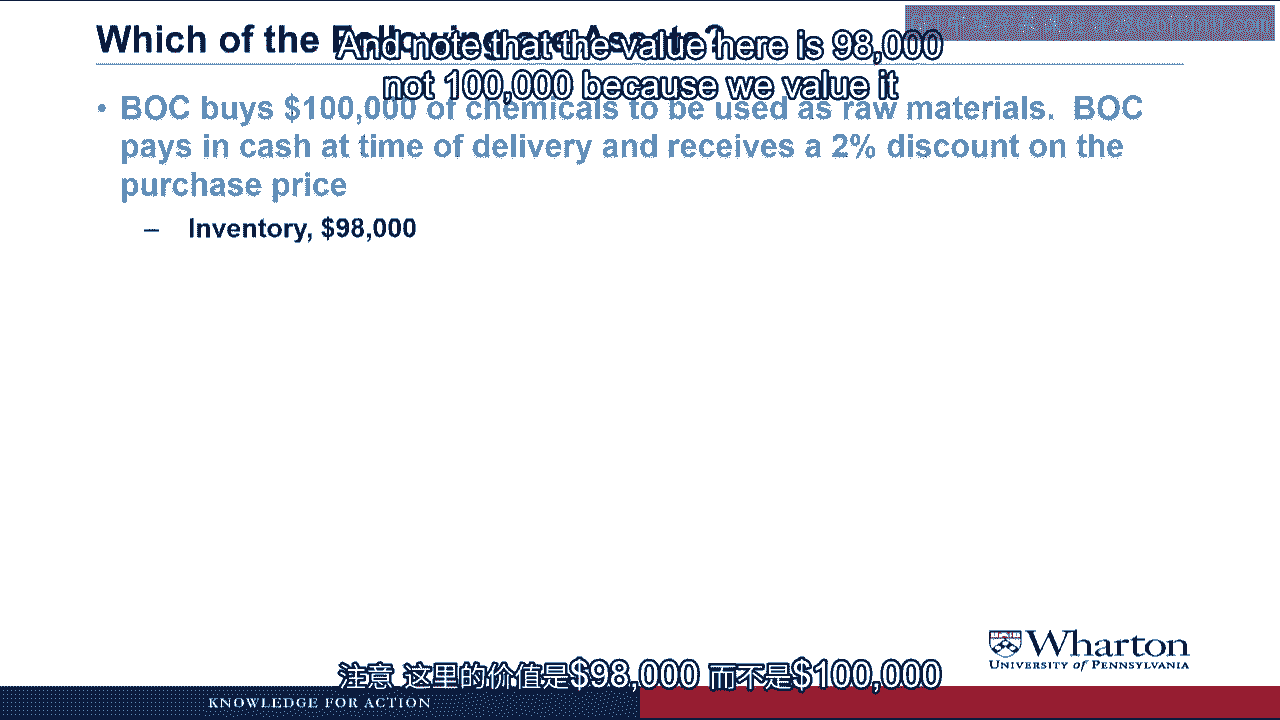 Which of the Following are Assets?
And note that the value here is 98,000
not 100,000 because we value it
• BOC buys $100,000 of chemicals to be used as raw materials. BOC
pays in cash at time of delivery and receives a 2% discount on the
purchase price
– Inventory, $98,000
Wharton
UNIVERSITY of PENNSYLVANIA
注意 这里的价值是$98,000 而不是$100,000
KNOWLEDGE FOR ACTION